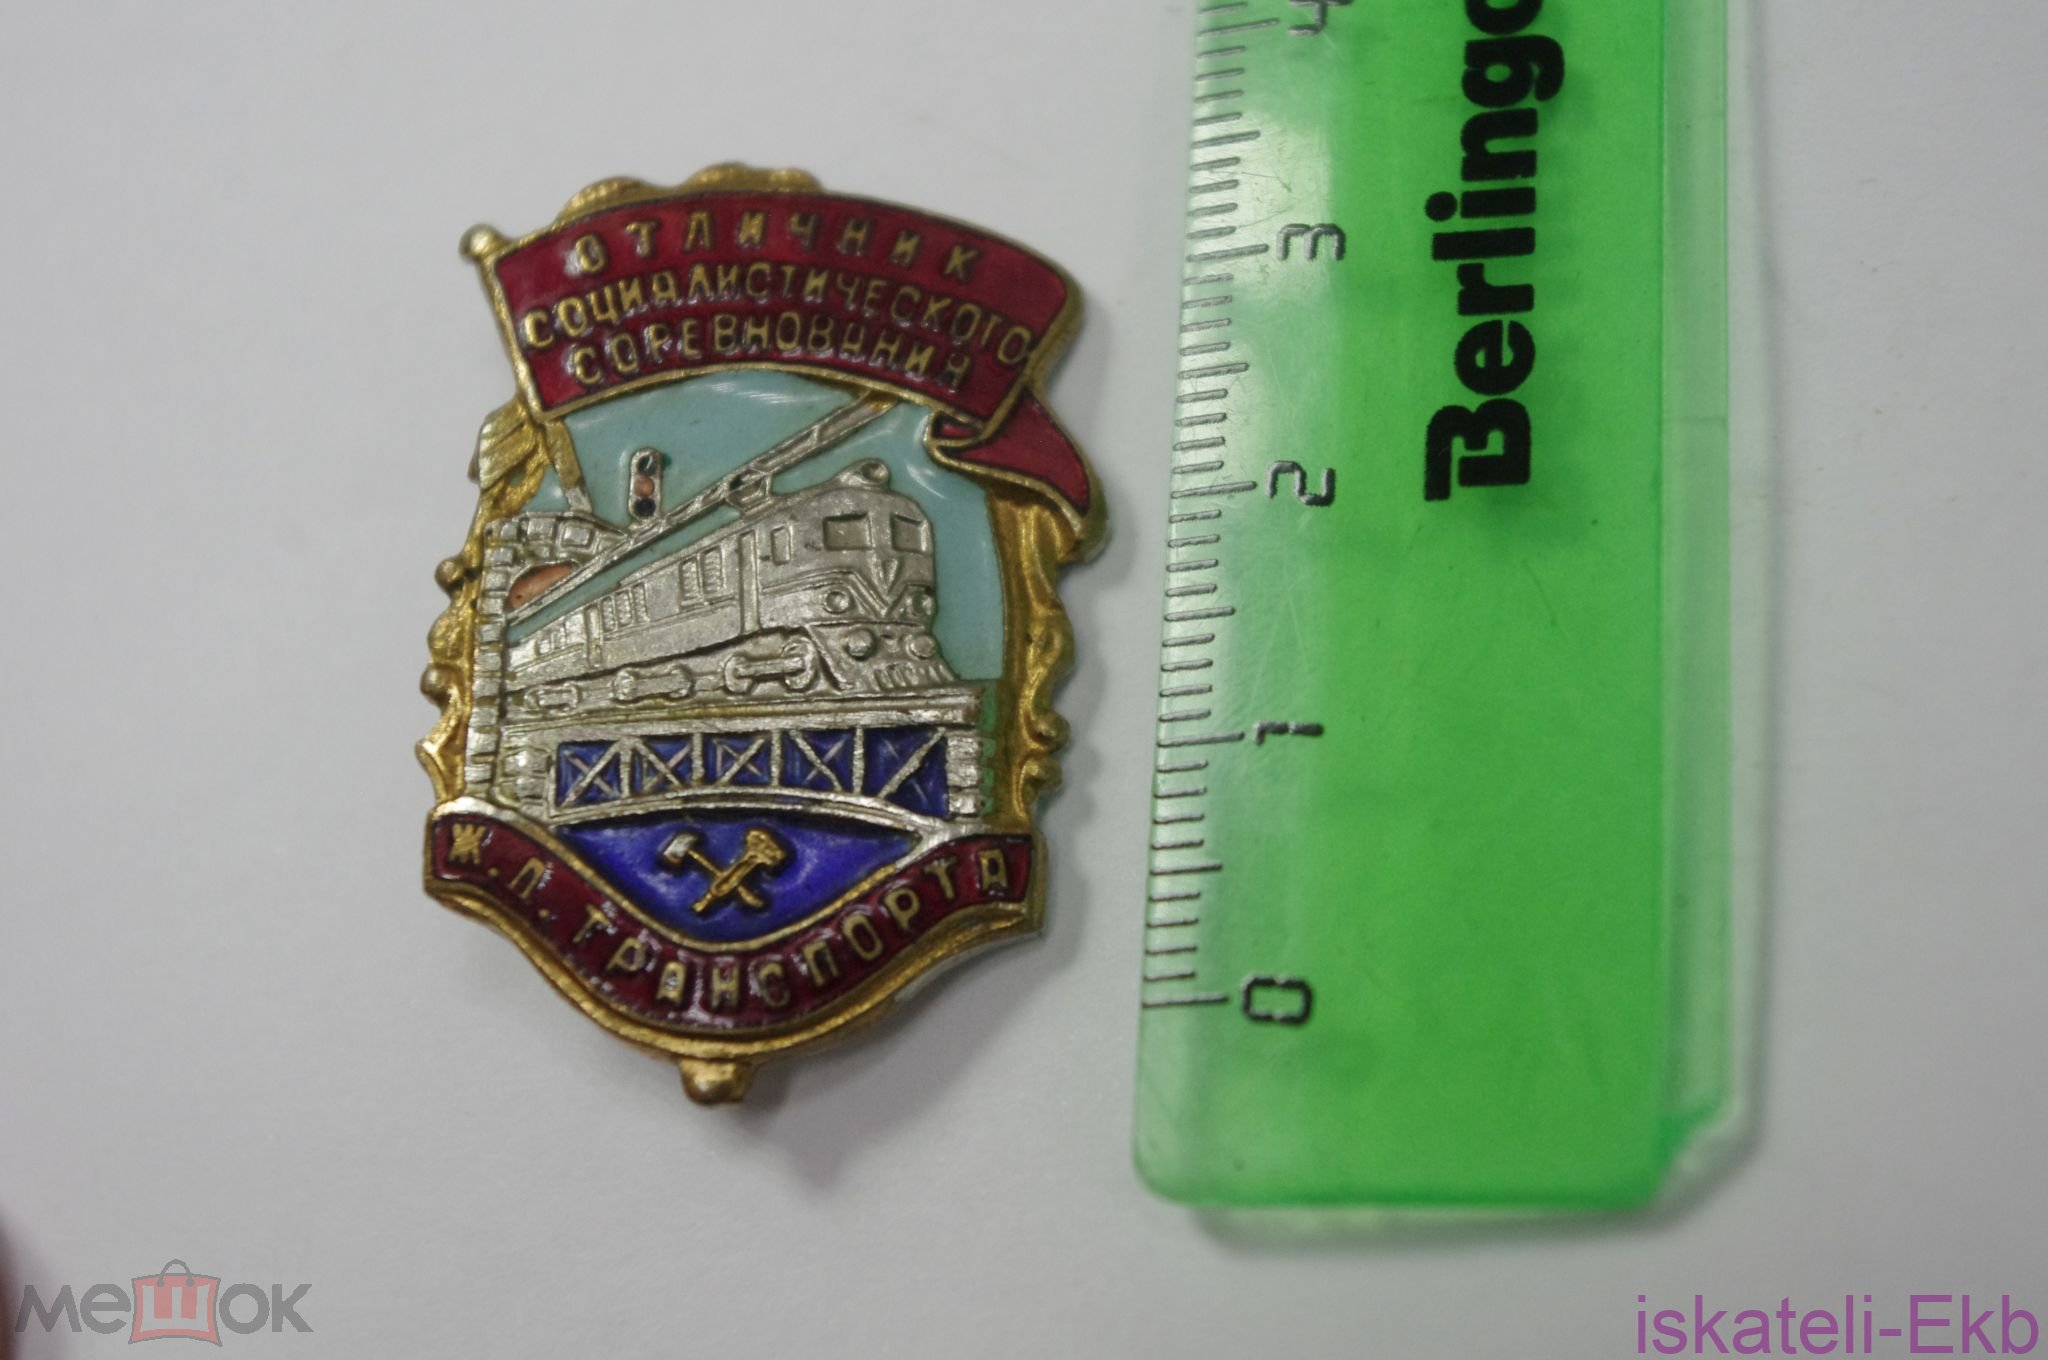 ОТЛИЧНИК
СОЦИАЛИСТИЧЕСКОГО
СОРЕВНОВАНИЯ
Ж.Д. ТРАНСПОРТА
4
3
2
1
0
Berlingo
мешок
iskateli-Ekb